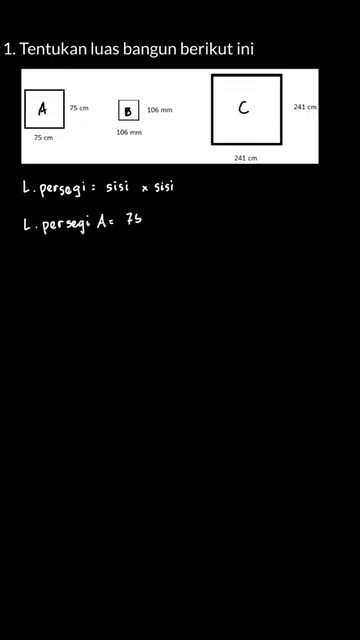 1. Tentukan luas bangun berikut ini
A 75 cm B 106 mm C 241 cm
75 cm 106 mm 241 cm
L. persegi = sisi x sisi
L. persegi A = 75